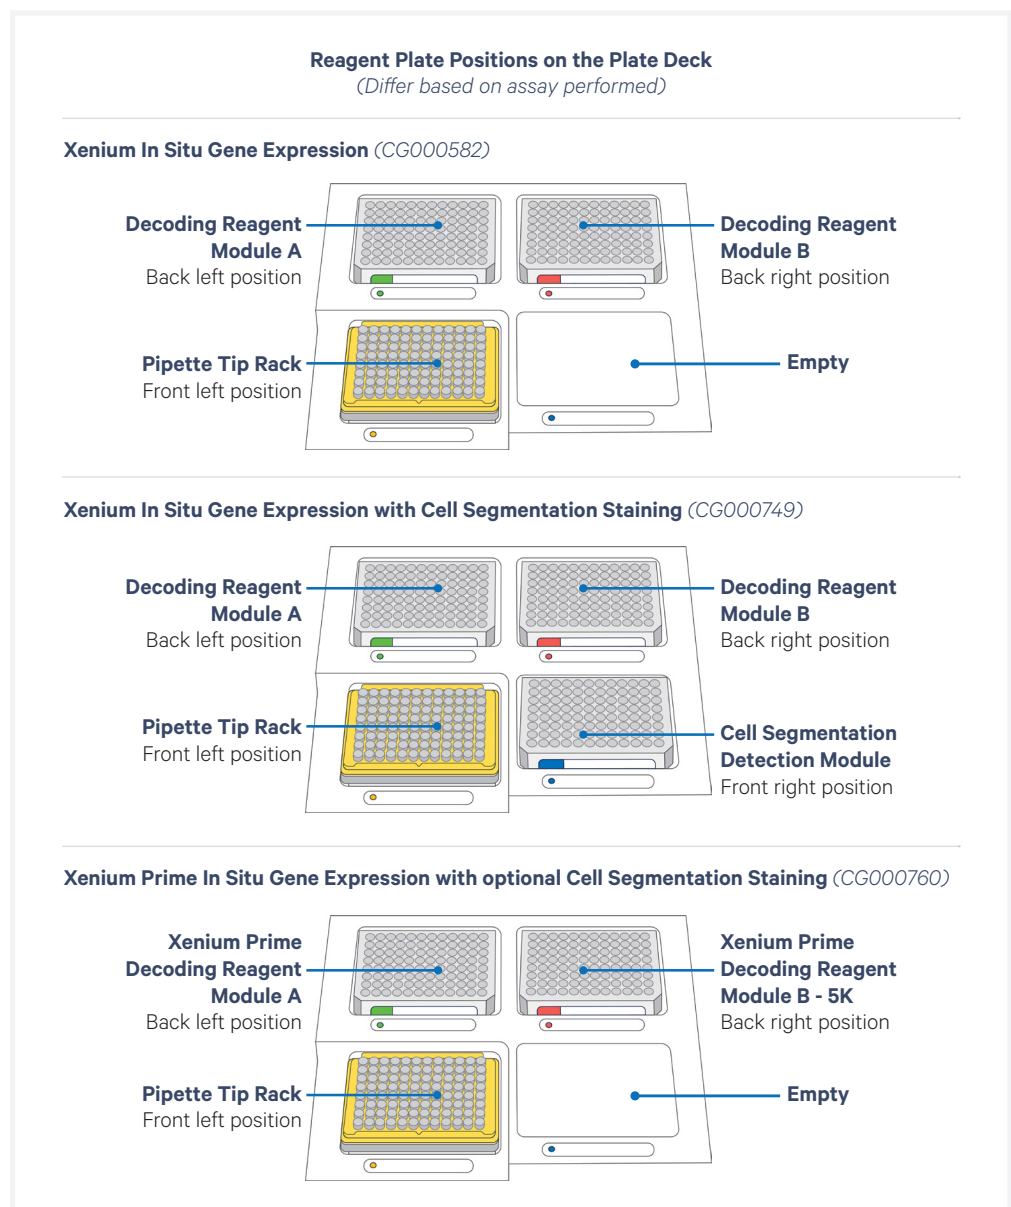 Reagent Plate Positions on the Plate Deck
(Differ based on assay performed)
Xenium In Situ Gene Expression (CG000582)
Decoding Reagent
Module A
Back left position
Decoding Reagent
Module B
Back right position
Pipette Tip Rack
Front left position
Empty
Xenium In Situ Gene Expression with Cell Segmentation Staining (CG000749)
Decoding Reagent
Module A
Back left position
Decoding Reagent
Module B
Back right position
Pipette Tip Rack
Front left position
Cell Segmentation
Detection Module
Front right position
Xenium Prime In Situ Gene Expression with optional Cell Segmentation Staining (CG000760)
Xenium Prime
Decoding Reagent
Module A
Back left position
Xenium Prime
Decoding Reagent
Module B - 5K
Back right position
Pipette Tip Rack
Front left position
Empty